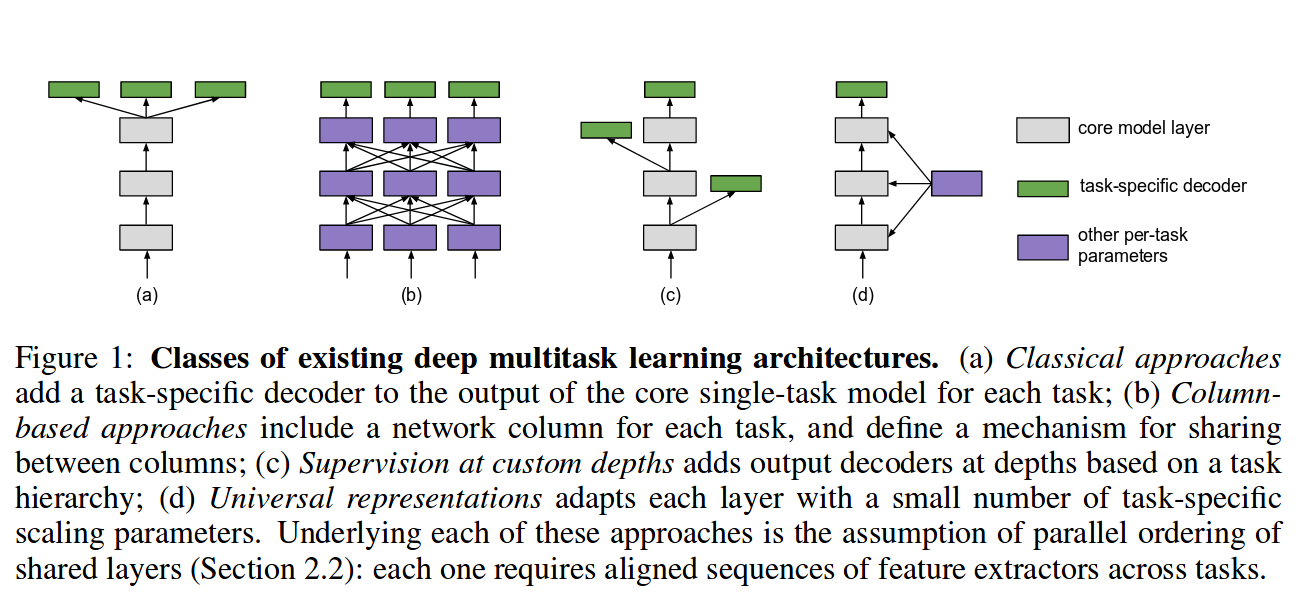 core model layer
task-specific decoder
other per-task
parameters
(a)
(b)
(c)
(d)
Figure 1: Classes of existing deep multitask learning architectures. (a) Classical approaches
add a task-specific decoder to the output of the core single-task model for each task; (b) Column-
based approaches include a network column for each task, and define a mechanism for sharing
between columns; (c) Supervision at custom depths adds output decoders at depths based on a task
hierarchy; (d) Universal representations adapts each layer with a small number of task-specific
scaling parameters. Underlying each of these approaches is the assumption of parallel ordering of
shared layers (Section 2.2): each one requires aligned sequences of feature extractors across tasks.